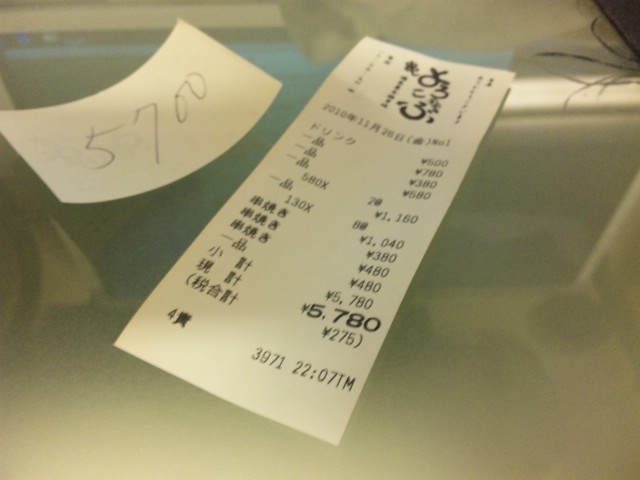 5700
2010年11月26日(金)No1
ドリンク ¥500
一品 ¥780
一品 ¥380
一品 ¥580
580X 2@
一品 ¥1,160
130X 8@
串焼き ¥1,040
串焼き ¥380
串焼き ¥480
一品 ¥480
小計 ¥5,780
現計 ¥5,780
(税合計 ¥275)
4責
3971 22:07TM